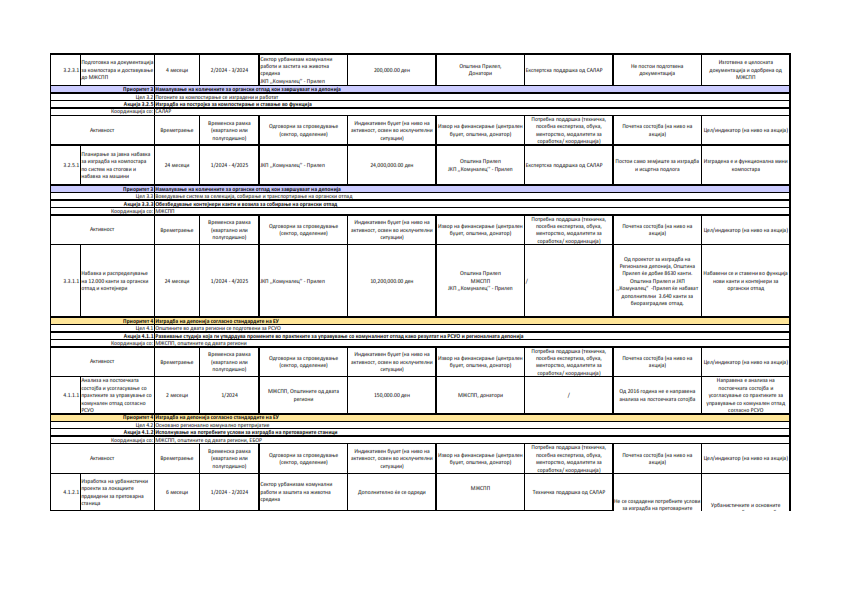 3.2.3.1 Подготовка на документација за компостара и доставување до МЖСПП 4 месеци 2/2024 - 3/2024 Сектор урбанизам комунални работи и застита на животна средина ЈКП „Комуналец“ - Прилеп 200,000.00 ден Општина Прилеп, Донатори Експертска поддршка од САЛАР Не постои подготвена документација Изготвена е целосната документација и одобрена од МЖСПП
Приоритет 3 Намалување на количините за органски отпад кои завршуваат на депонија
Цел 3.2 Погоните за компостирање се изградени и работат
Акција 3.2.5 Изградба на постројка за компостирање и ставање во функција
Координација со: САЛАР
Активност Времетраење Временска рамка (квартално или полугодишно) Одговорни за спроведување (сектор, одделение) Индикативен буџет (на ниво на активност, освен во исклучителни ситуации) Извор на финансирање (централен буџет, општина, донатор) Потребна поддршка (техничка, посебна експертиза, обука, менторство, модалитети за соработка/ координација) Почетна состојба (на ниво на акција) Цел/индикатор (на ниво на акција)
3.2.5.1 Планирање за јавна набавка за изградба на компостара по систем на стогови и набавка на машини 24 месеци 1/2024 - 4/2025 ЈКП „Комуналец“ - Прилеп 24,000,000.00 ден Општина Прилеп ЈКП „Комуналец“ - Прилеп Експертска поддршка од САЛАР Постои само земјиште за изградба и исцртна подлога Изградена е и функционална мини компостара
Приоритет 3 Намалување на количините за органски отпад кои завршуваат на депонија
Цел 3.3 Воведување систем за селекција, собирање и транспортирање на органски отпад
Акција 3.3.3 Обезбедување контејнери канти и возила за собирање на органски отпад
Координација со: МЖСПП
Активност Времетраење Временска рамка (квартално или полугодишно) Одговорни за спроведување (сектор, одделение) Индикативен буџет (на ниво на активност, освен во исклучителни ситуации) Извор на финансирање (централен буџет, општина, донатор) Потребна поддршка (техничка, посебна експертиза, обука, менторство, модалитети за соработка/ координација) Почетна состојба (на ниво на акција) Цел/индикатор (на ниво на акција)
3.3.1.1 Набавка и распределување на 12.000 канти за органски отпад и контејнери 24 месеци 1/2024 - 4/2025 ЈКП „Комуналец“ - Прилеп 10,200,000.00 ден Општина Прилеп МЖСПП ЈКП „Комуналец“ - Прилеп / Од проектот за изградба на Регионална депонија, Општина Прилеп ќе добие 8630 канти. Општина Прилеп и ЈКП „Комуналец“ -Прилеп ќе набават дополнителни 3.640 канти за биоразградлив отпад. Набавени се и ставени во функција нови канти и контејнери за органски отпад
Приоритет 4 Изградба на депонија согласно стандардите на ЕУ
Цел 4.1 Општините во двата региони се подготвени за РСУО
Акција 4.1.1 Развивање студија која ги утврдува промените во практиките за управување со комуналниот отпад како резултат на РСУО и регионалната депонија
Координација со: МЖСПП, општините од двата региони
Активност Времетраење Временска рамка (квартално или полугодишно) Одговорни за спроведување (сектор, одделение) Индикативен буџет (на ниво на активност, освен во исклучителни ситуации) Извор на финансирање (централен буџет, општина, донатор) Потребна поддршка (техничка, посебна експертиза, обука, менторство, модалитети за соработка/ координација) Почетна состојба (на ниво на акција) Цел/индикатор (на ниво на акција)
4.1.1.1 Анализа на постоечката состојба и усогласување со практиките за управување со комунален отпад согласно РСУО 2 месеци 1/2024 МЖСПП, Општините од двата региони 150,000.00 ден МЖСПП, донатори / Од 2016 година не е направена анализа на постоечката сотојба Направена е анализа на постоечката состојба и усогласување со практиките за управување со комунален отпад согласно РСУО
Приоритет 4 Изградба на депонија согласно стандардите на ЕУ
Цел 4.2 Основано регионално комунално претпријатие
Акција 4.1.2 Исполнување на потребните услови за изградба на претоварните станици
Координација со: МЖСПП, општините од двата региони, ЕБОР
Активност Времетраење Временска рамка (квартално или полугодишно) Одговорни за спроведување (сектор, одделение) Индикативен буџет (на ниво на активност, освен во исклучителни ситуации) Извор на финансирање (централен буџет, општина, донатор) Потребна поддршка (техничка, посебна експертиза, обука, менторство, модалитети за соработка/ координација) Почетна состојба (на ниво на акција) Цел/индикатор (на ниво на акција)
4.1.2.1 Изработка на урбанистички проекти за локациите предвидени за претоварна станица 6 месеци 1/2024 - 2/2024 Сектор урбанизам комунални работи и заштита на животна средина Дополнително ќе се одреди МЖСПП Техничка поддршка од САЛАР Не се создадени потребните услови за изградба на претоварните Урбанистичките и основните